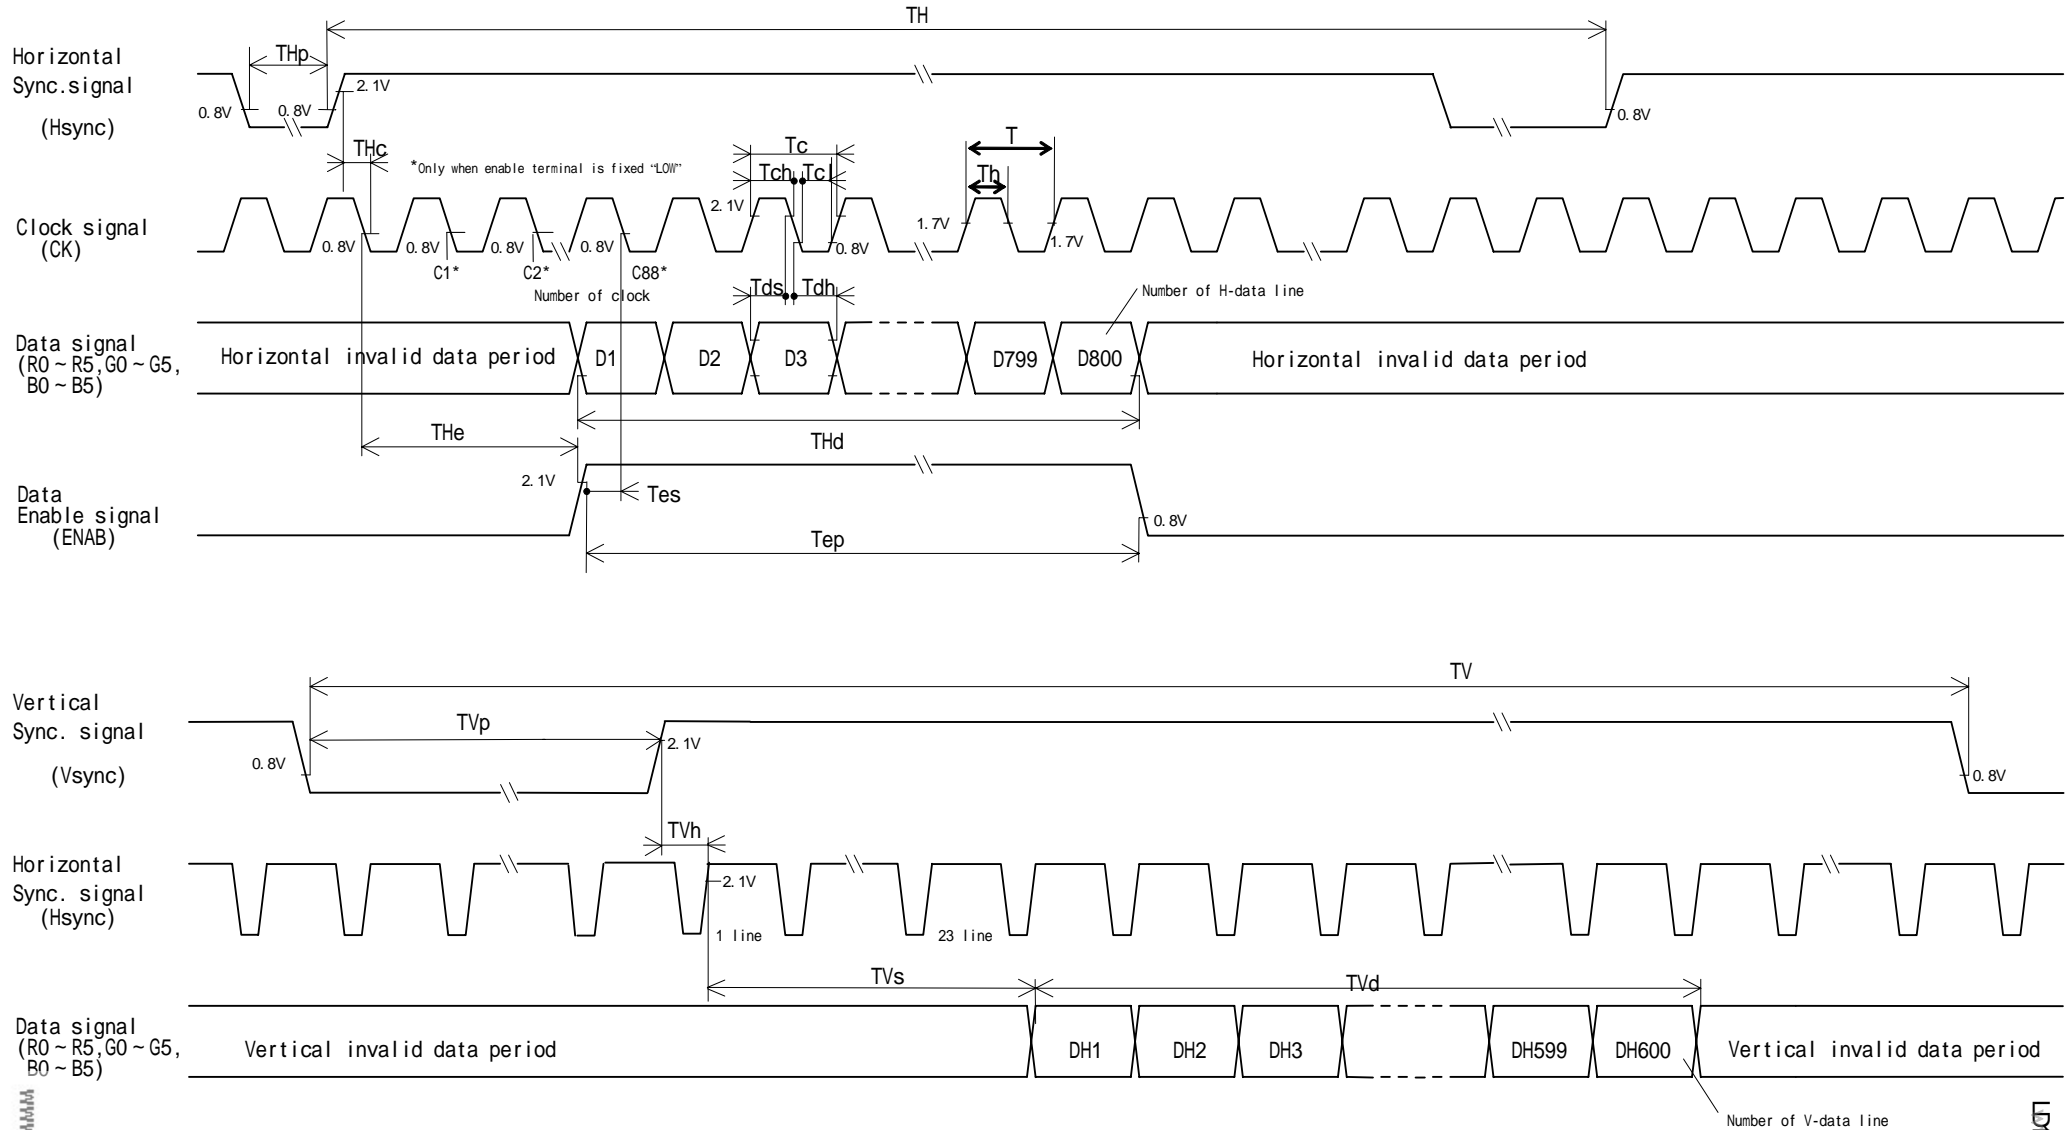 TH
Horizontal
Sync.signal
(Hsync)
THp
0.8V
0.8V
2.1V
0.8V
THc
*Only when enable terminal is fixed “LOW”
Tc
Tch
Tcl
T
Th
Clock signal
(CK)
0.8V
0.8V
0.8V
0.8V
2.1V
0.8V
1.7V
1.7V
C1*
C2*
C88*
Number of clock
Tds
Tdh
Number of H-data line
Data signal
(R0 ~ R5,G0 ~ G5,
B0 ~ B5)
Horizontal invalid data period
D1
D2
D3
D799
D800
Horizontal invalid data period
THe
THd
Data
Enable signal
(ENAB)
2.1V
Tes
0.8V
Tep
TV
Vertical
Sync. signal
(Vsync)
TVp
0.8V
2.1V
0.8V
TVh
Horizontal
Sync. signal
(Hsync)
2.1V
1 line
23 line
TVs
TVd
Data signal
(R0 ~ R5,G0 ~ G5,
B0 ~ B5)
Vertical invalid data period
DH1
DH2
DH3
DH599
DH600
Vertical invalid data period
Number of V-data line